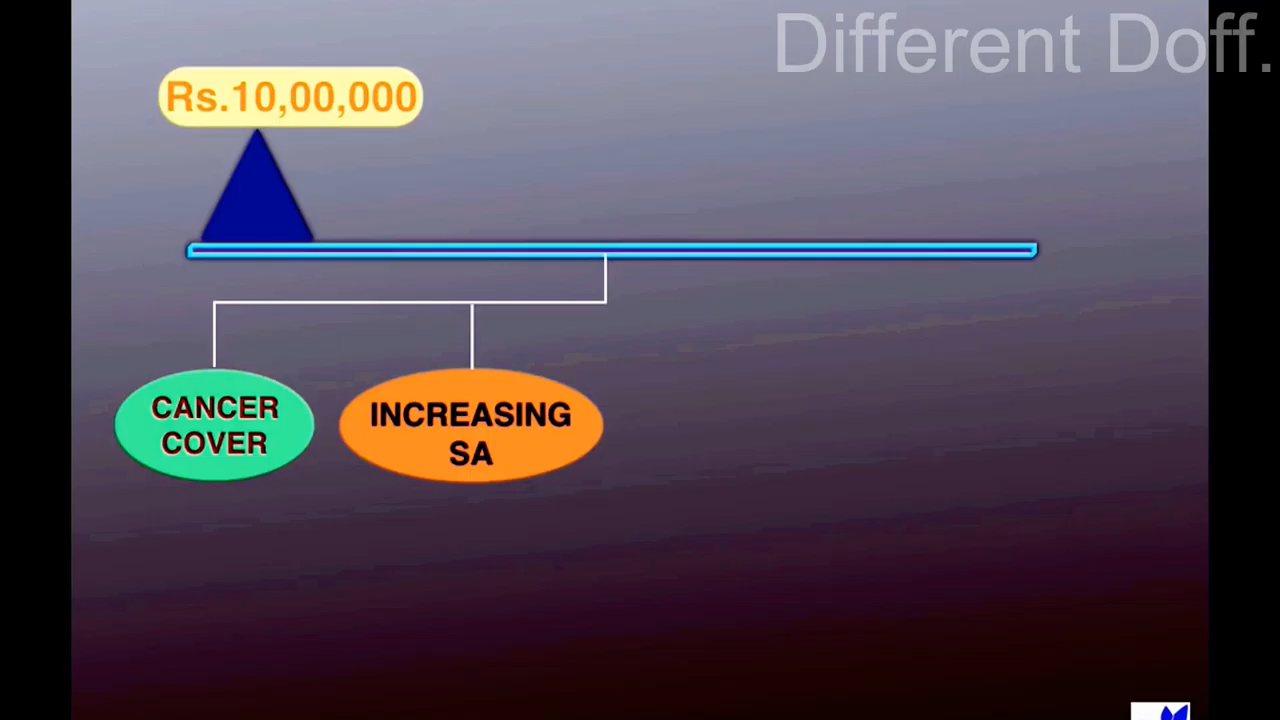 Different Doff.
Rs.10,00,000
CANCER
COVER
INCREASING
SA